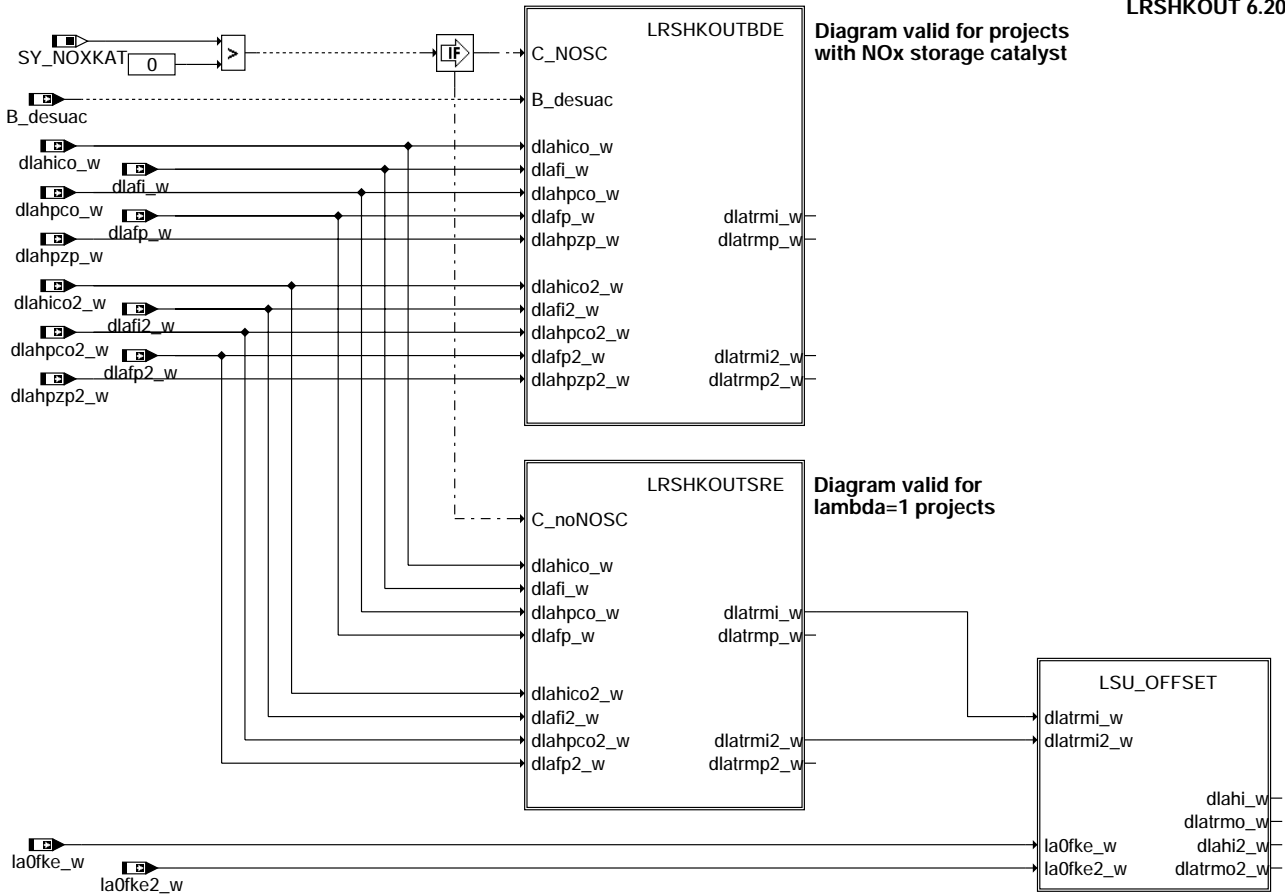 LRSHKOUT 6.20
SY_NOXKAT
0
>
IF
B_desuac
dlahico_w
dlafi_w
dlahpco_w
dlafp_w
dlahpzp_w
dlahico2_w
dlafi2_w
dlahpco2_w
dlafp2_w
dlahpzp2_w
LRSHKOUTBDE
C_NOSC
B_desuac
dlahico_w
dlafi_w
dlahpco_w
dlafp_w
dlahpzp_w
dlahico2_w
dlafi2_w
dlahpco2_w
dlafp2_w
dlahpzp2_w
dlatrmi_w
dlatrmp_w
dlatrmi2_w
dlatrmp2_w
Diagram valid for projects
with NOx storage catalyst
LRSHKOUTSRE
C_noNOSC
dlahico_w
dlafi_w
dlahpco_w
dlafp_w
dlahico2_w
dlafi2_w
dlahpco2_w
dlafp2_w
dlatrmi_w
dlatrmp_w
dlatrmi2_w
dlatrmp2_w
Diagram valid for
lambda=1 projects
LSU_OFFSET
dlatrmi_w
dlatrmi2_w
la0fke_w
la0fke2_w
dlahi_w
dlatrmo_w
dlahi2_w
dlatrmo2_w
la0fke_w
la0fke2_w